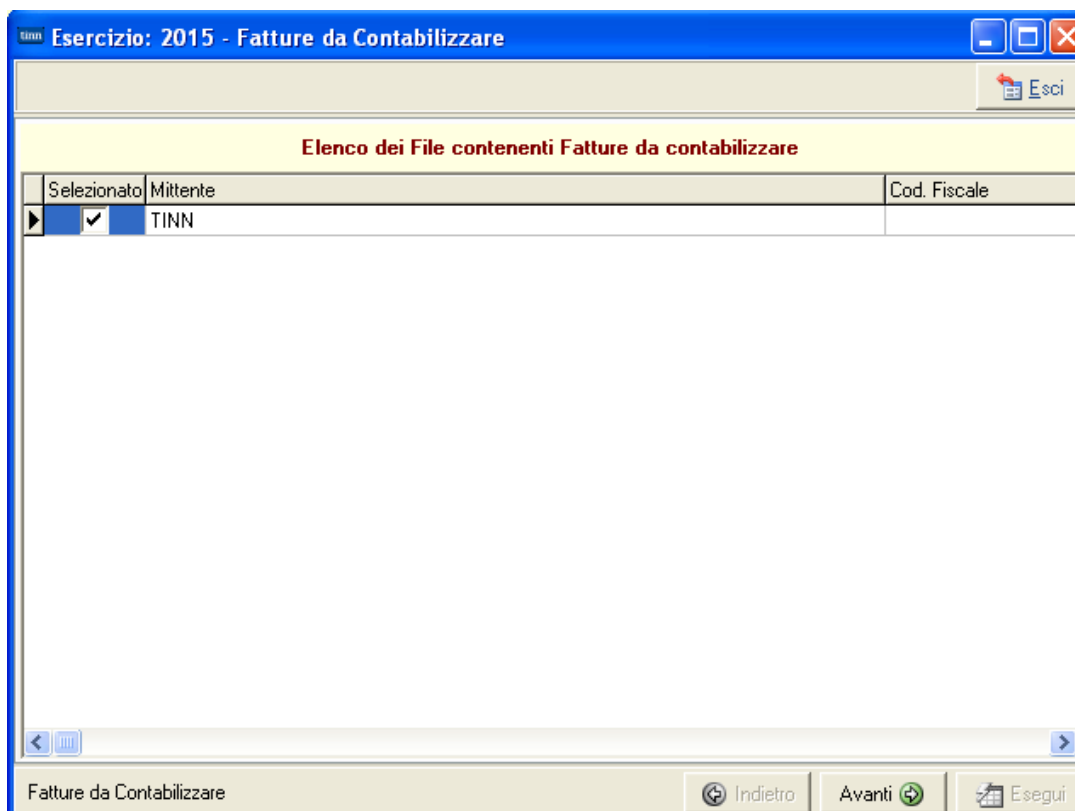 tinn Esercizio: 2015 - Fatture da Contabilizzare
Esci
Elenco dei File contenenti Fatture da contabilizzare
Selezionato Mittente Cod. Fiscale
TINN
Fatture da Contabilizzare Indietro Avanti Esegui